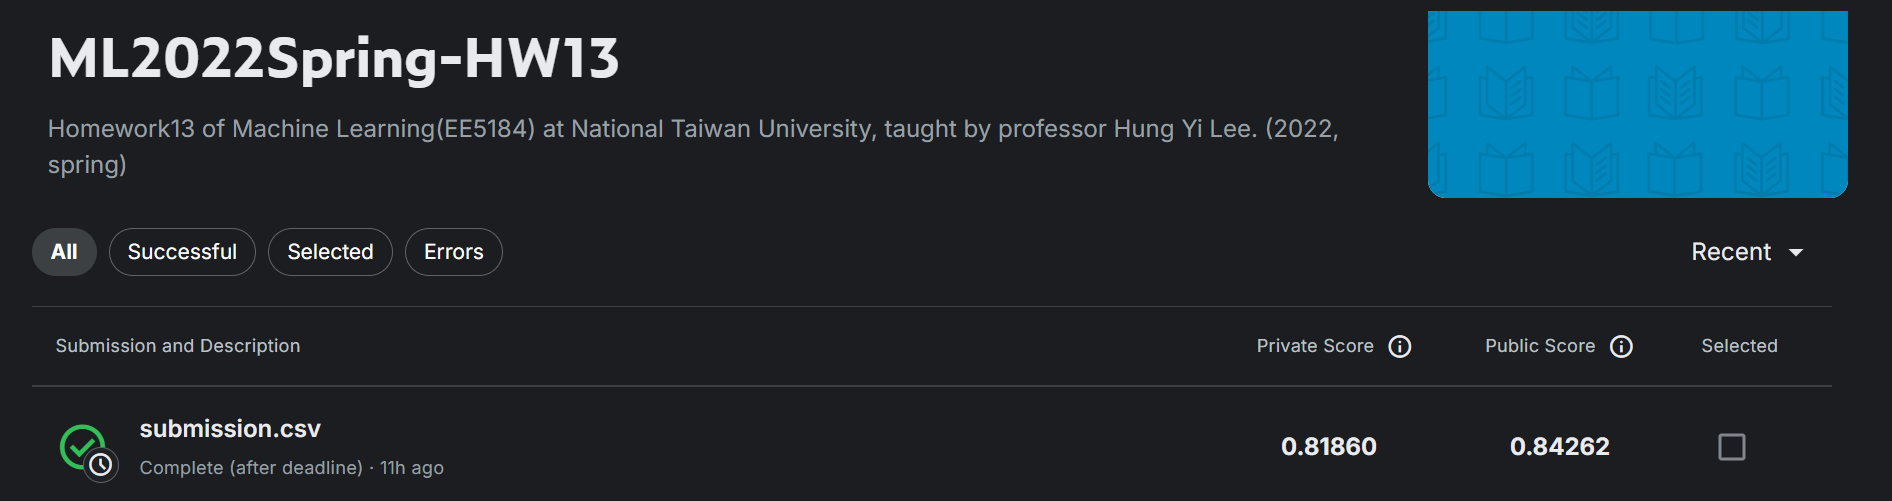 ML2022Spring-HW13
Homework13 of Machine Learning(EE5184) at National Taiwan University, taught by professor Hung Yi Lee. (2022,
spring)
All Successful Selected Errors Recent
Submission and Description Private Score Public Score Selected
submission.csv
Complete (after deadline) · 11h ago
0.81860 0.84262